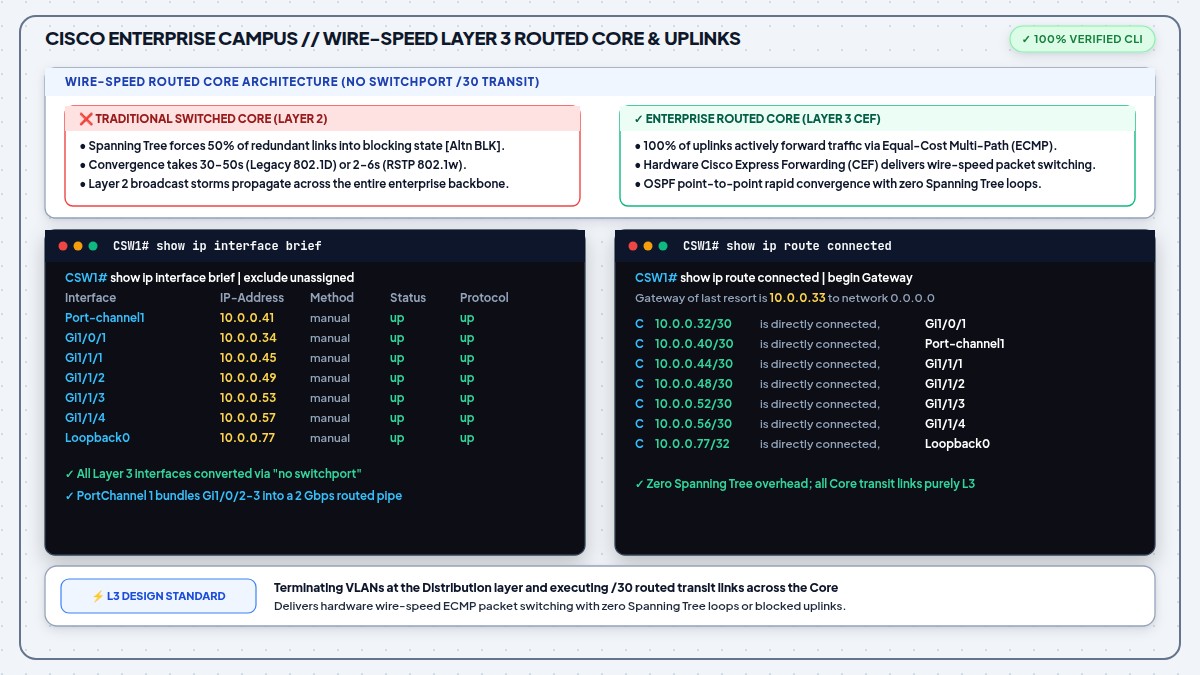 CISCO ENTERPRISE CAMPUS // WIRE-SPEED LAYER 3 ROUTED CORE & UPLINKS
✓ 100% VERIFIED CLI
WIRE-SPEED ROUTED CORE ARCHITECTURE (NO SWITCHPORT /30 TRANSIT)
❌ TRADITIONAL SWITCHED CORE (LAYER 2)
● Spanning Tree forces 50% of redundant links into blocking state [Altn BLK].
● Convergence takes 30-50s (Legacy 802.1D) or 2-6s (RSTP 802.1w).
● Layer 2 broadcast storms propagate across the entire enterprise backbone.
✓ ENTERPRISE ROUTED CORE (LAYER 3 CEF)
● 100% of uplinks actively forward traffic via Equal-Cost Multi-Path (ECMP).
● Hardware Cisco Express Forwarding (CEF) delivers wire-speed packet switching.
● OSPF point-to-point rapid convergence with zero Spanning Tree loops.
CSW1# show ip interface brief
CSW1# show ip interface brief | exclude unassigned
Interface IP-Address Method Status Protocol
Port-channel1 10.0.0.41 manual up up
Gi1/0/1 10.0.0.34 manual up up
Gi1/1/1 10.0.0.45 manual up up
Gi1/1/2 10.0.0.49 manual up up
Gi1/1/3 10.0.0.53 manual up up
Gi1/1/4 10.0.0.57 manual up up
Loopback0 10.0.0.77 manual up up
✓ All Layer 3 interfaces converted via "no switchport"
✓ PortChannel 1 bundles Gi1/0/2-3 into a 2 Gbps routed pipe
CSW1# show ip route connected
CSW1# show ip route connected | begin Gateway
Gateway of last resort is 10.0.0.33 to network 0.0.0.0
C 10.0.0.32/30 is directly connected, Gi1/0/1
C 10.0.0.40/30 is directly connected, Port-channel1
C 10.0.0.44/30 is directly connected, Gi1/1/1
C 10.0.0.48/30 is directly connected, Gi1/1/2
C 10.0.0.52/30 is directly connected, Gi1/1/3
C 10.0.0.56/30 is directly connected, Gi1/1/4
C 10.0.0.77/32 is directly connected, Loopback0
✓ Zero Spanning Tree overhead; all Core transit links purely L3
⚡ L3 DESIGN STANDARD
Terminating VLANs at the Distribution layer and executing /30 routed transit links across the Core
Delivers hardware wire-speed ECMP packet switching with zero Spanning Tree loops or blocked uplinks.